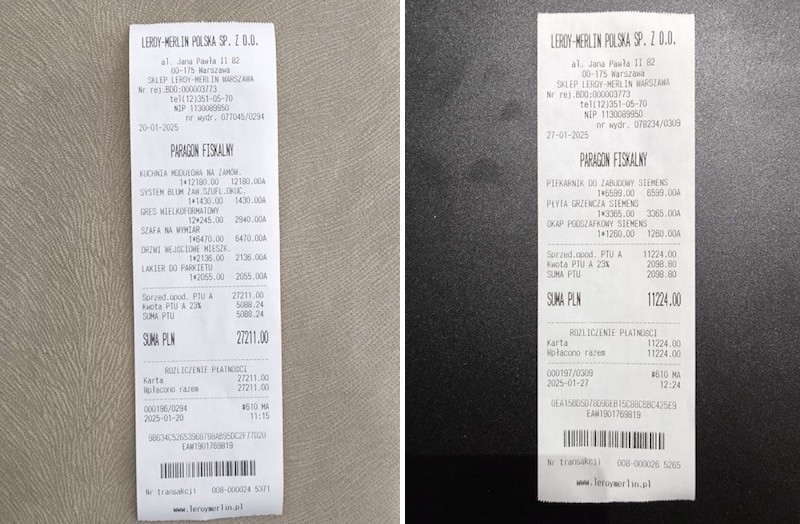 LEROY-MERLIN POLSKA SP. Z O.O.
al. Jana Pawła II 82
00-175 Warszawa
SKLEP LEROY-MERLIN WARSZAWA
Nr rej.BDO:000003773
tel(12)351-05-70
NIP 1130089950
nr wydr. 077045/0294
20-01-2025
PARAGON FISKALNY
KUCHNIA MODUŁOWA NA ZAMÓW.
1*12180.00 12180.00A
SYSTEM BLUM ZAW.SZUFL.OKUC.
1*1430.00 1430.00A
GRES WIELKOFORMATOWY
12*245.00 2940.00A
SZAFA NA WYMIAR
1*6470.00 6470.00A
DRZWI WEJŚCIOWE MIESZK.
1*2136.00 2136.00A
LAKIER DO PARKIETU
1*2055.00 2055.00A
Sprzed.opod. PTU A 27211.00
Kwota PTU A 23% 5088.24
SUMA PTU 5088.24
SUMA PLN 27211.00
ROZLICZENIE PŁATNOŚCI
Karta 27211.00
Wpłacono razem 27211.00
000196/0294 #610 MA
2025-01-20 11:15
EAW1901769819
Nr transakcji 008-000024 5371
www.leroymerlin.pl
LEROY-MERLIN POLSKA SP. Z O.O.
al. Jana Pawła II 82
00-175 Warszawa
SKLEP LEROY-MERLIN WARSZAWA
Nr rej.BDO:000003773
tel(12)351-05-70
NIP 1130089950
nr wydr. 078234/0309
27-01-2025
PARAGON FISKALNY
PIEKARNIK DO ZABUDOWY SIEMENS
1*6599.00 6599.00A
PŁYTA GRZEWCZA SIEMENS
1*3365.00 3365.00A
OKAP PODSZAFKOWY SIEMENS
1*1260.00 1260.00A
Sprzed.opod. PTU A 11224.00
Kwota PTU A 23% 2098.80
SUMA PTU 2098.80
SUMA PLN 11224.00
ROZLICZENIE PŁATNOŚCI
Karta 11224.00
Wpłacono razem 11224.00
000197/0309 #610 MA
2025-01-27 12:24
EAW1901769819
Nr transakcji 008-000026 5265
www.leroymerlin.pl